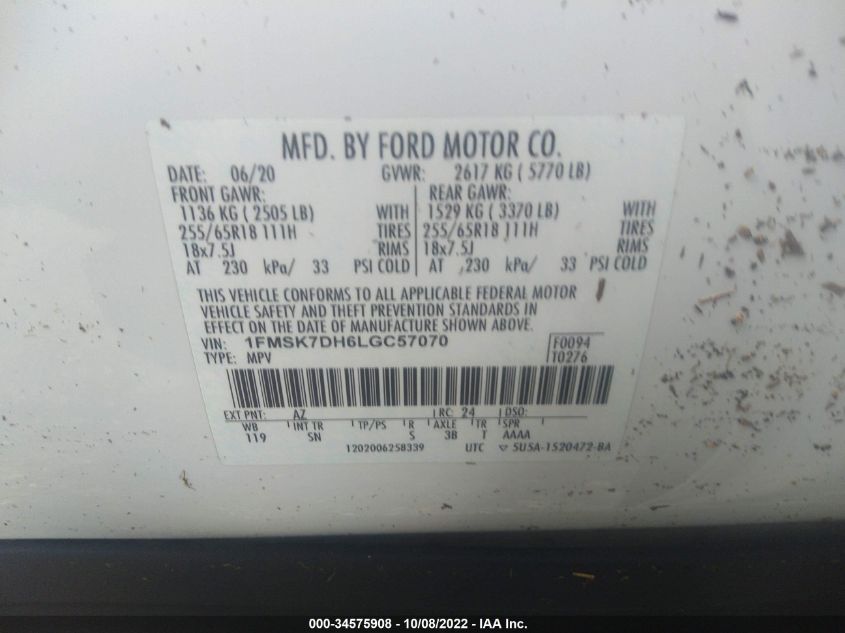 MFD. BY FORD MOTOR CO.
DATE: 06/20 GVWR: 2617 KG ( 5770 LB)
FRONT GAWR: REAR GAWR:
1136 KG ( 2505 LB) WITH 1529 KG ( 3370 LB) WITH
255/65R18 111H TIRES 255/65R18 111H TIRES
18x7.5J RIMS 18x7.5J RIMS
AT 230 kPa/ 33 PSI COLD AT 230 kPa/ 33 PSI COLD
THIS VEHICLE CONFORMS TO ALL APPLICABLE FEDERAL MOTOR
VEHICLE SAFETY AND THEFT PREVENTION STANDARDS IN
EFFECT ON THE DATE OF MANUFACTURE SHOWN ABOVE.
VIN: 1FMSK7DH6LGC57070 F0094
TYPE: MPV T0276
EXT PNT: AZ RC: 24 DSO:
WB INT TR TP/PS R AXLE TR SPR
119 SN S 3B T AAAA
1202006258339 UTC 5U5A-1520472-BA
000-34575908 - 10/08/2022 - IAA Inc.